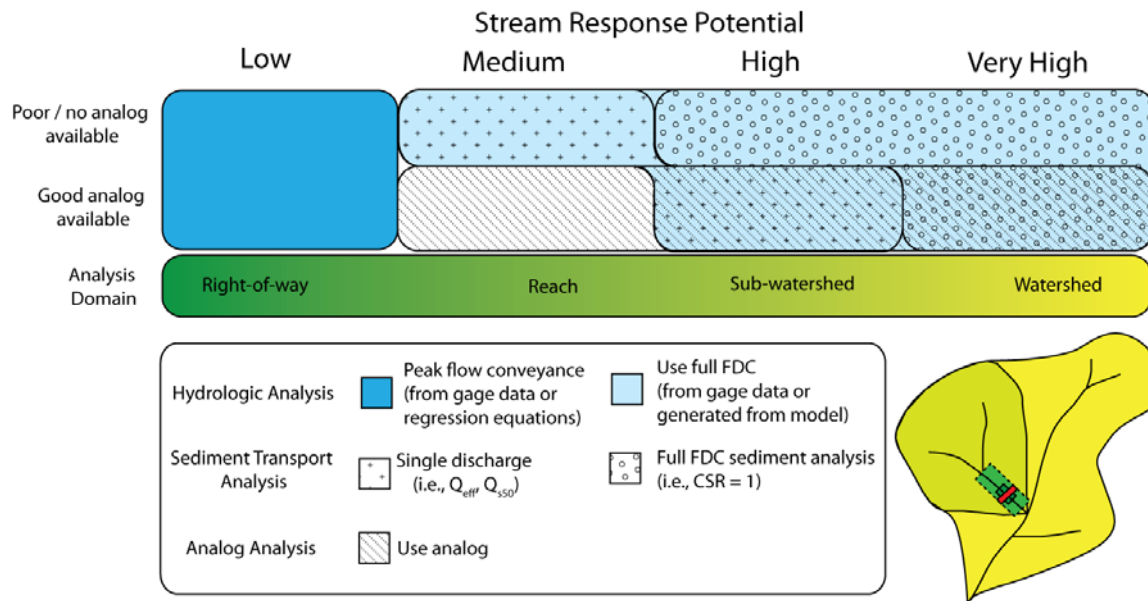 Stream Response Potential
Low
Medium
High
Very High
Poor / no analog
available
Good analog
available
Analysis
Domain
Right-of-way
Reach
Sub-watershed
Watershed
Hydrologic Analysis
Peak flow conveyance
(from gage data or
regression equations)
Use full FDC
(from gage data or
generated from model)
Sediment Transport
Analysis
Single discharge
(i.e., Qeff, Qs50)
Full FDC sediment analysis
(i.e., CSR = 1)
Analog Analysis
Use analog